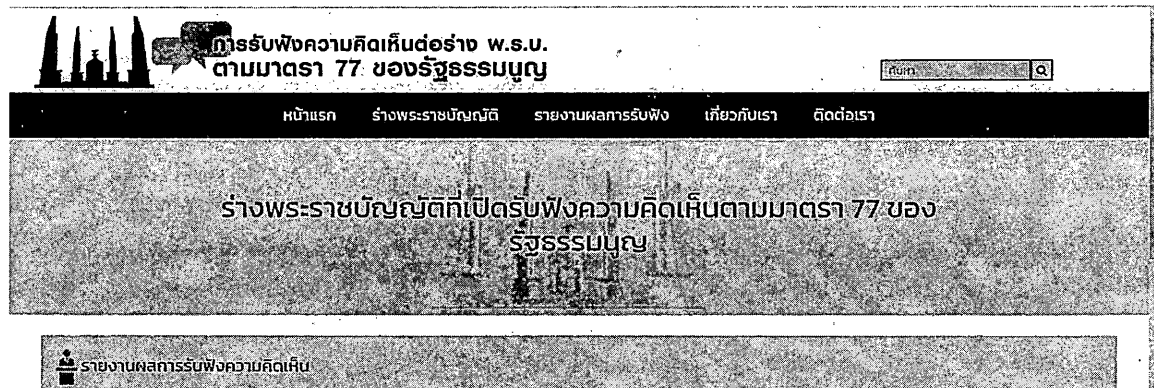 การรับฟังความคิดเห็นต่อร่าง พ.ร.บ.
ตามมาตรา 77 ของรัฐธรรมนูญ
ค้นหา
หน้าแรก ร่างพระราชบัญญัติ รายงานผลการรับฟัง เกี่ยวกับเรา ติดต่อเรา
ร่างพระราชบัญญัติที่เปิดรับฟังความคิดเห็นตามมาตรา 77 ของ
รัฐธรรมนูญ
รายงานผลการรับฟังความคิดเห็น